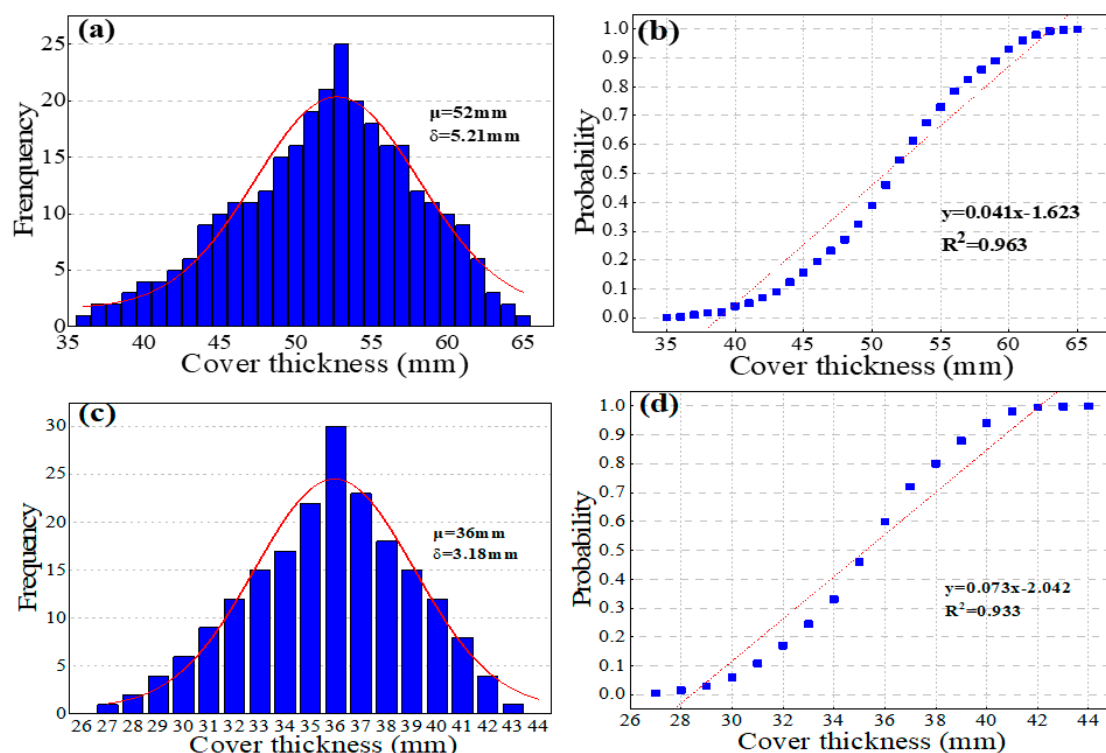 (a)
25
20
15
10
5
0
Frenquency
μ=52mm
δ=5.21mm
35 40 45 50 55 60 65
Cover thickness (mm)
(b)
1.0
0.9
0.8
0.7
0.6
0.5
0.4
0.3
0.2
0.1
0.0
Probability
y=0.041x-1.623
R²=0.963
35 40 45 50 55 60 65
Cover thickness (mm)
(c)
30
25
20
15
10
5
0
Frequency
μ=36mm
δ=3.18mm
26 27 28 29 30 31 32 33 34 35 36 37 38 39 40 41 42 43 44
Cover thickness (mm)
(d)
1.0
0.9
0.8
0.7
0.6
0.5
0.4
0.3
0.2
0.1
0.0
Probability
y=0.073x-2.042
R²=0.933
26 28 30 32 34 36 38 40 42 44
Cover thickness (mm)